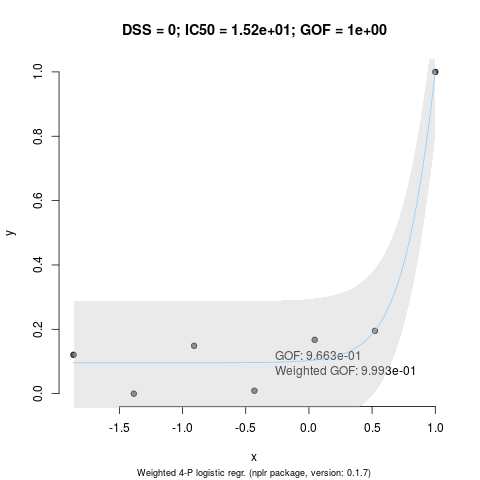 DSS = 0; IC50 = 1.52e+01; GOF = 1e+00
1.0
0.8
0.6
0.4
0.2
0.0
y
GOF: 9.663e-01
Weighted GOF: 9.993e-01
-1.5
-1.0
-0.5
0.0
0.5
1.0
x
Weighted 4-P logistic regr. (nplr package, version: 0.1.7)